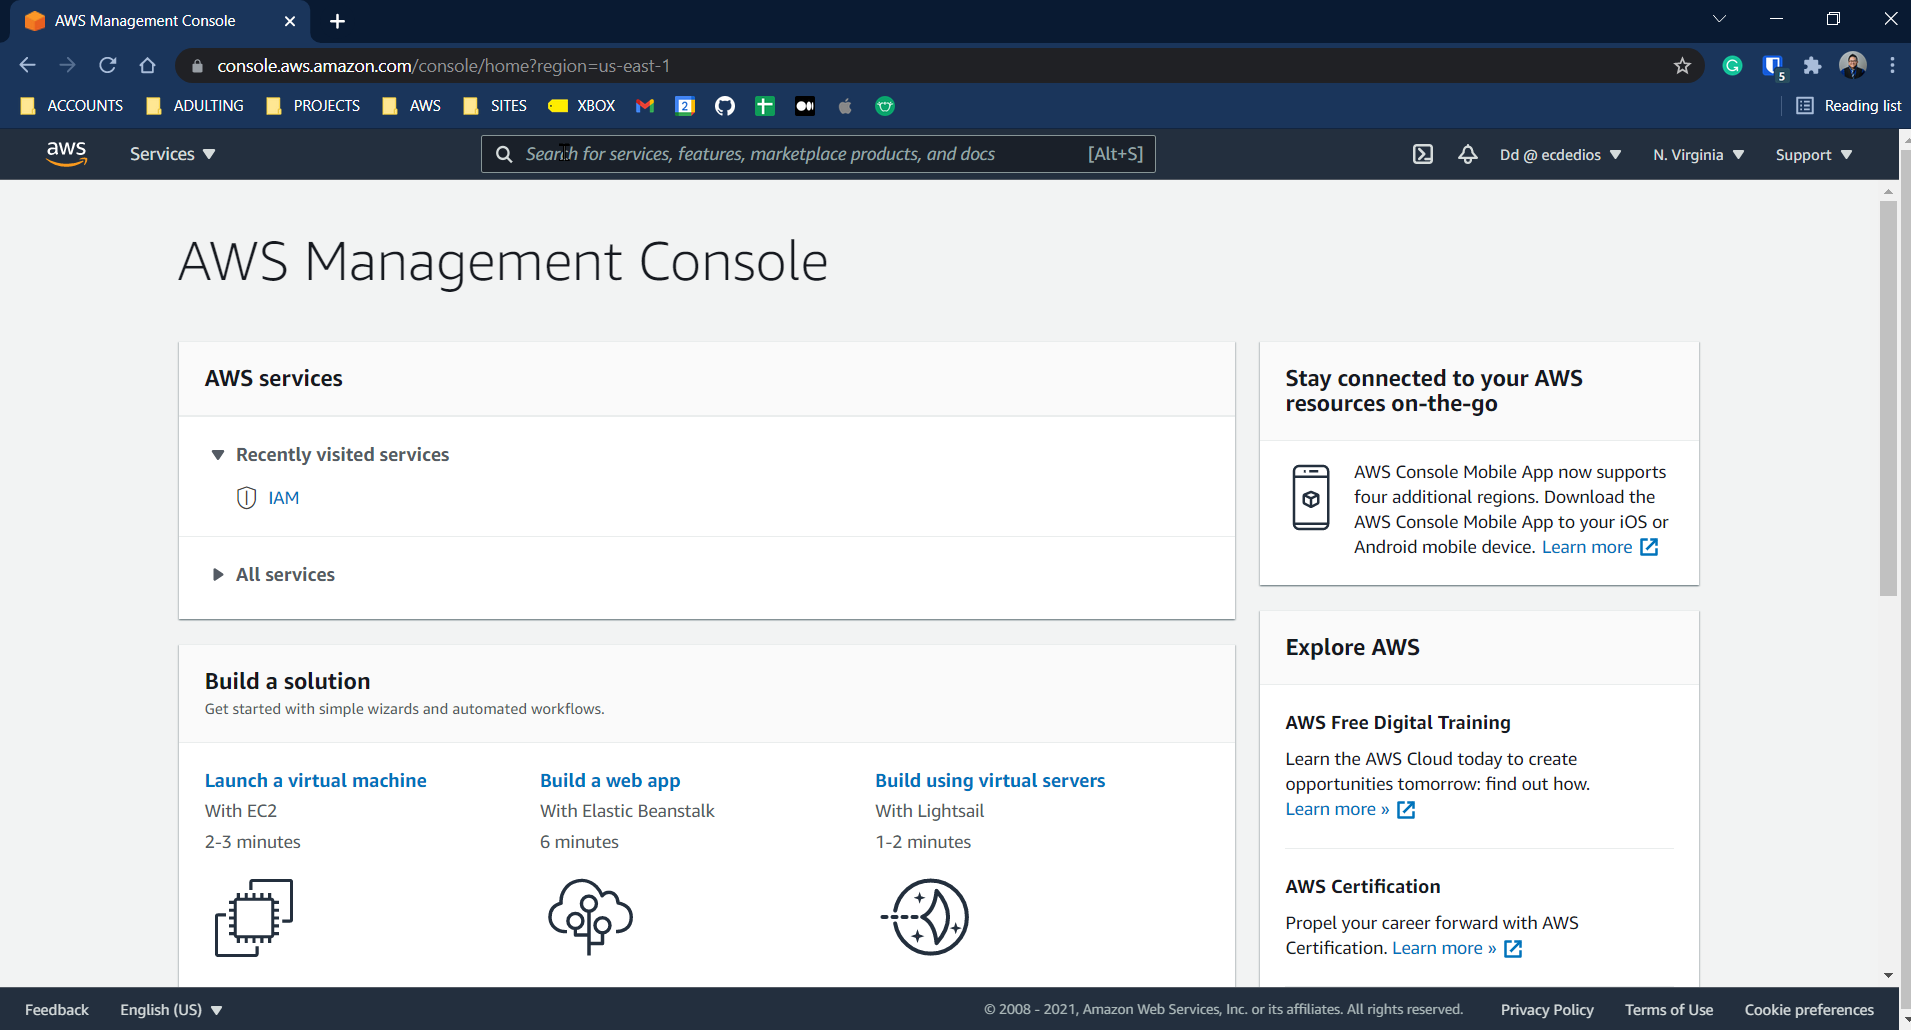 AWS Management Console
console.aws.amazon.com/console/home?region=us-east-1
5
ACCOUNTS ADULTING PROJECTS AWS SITES XBOX 2 Reading list
aws Services Search for services, features, marketplace products, and docs [Alt+S] Dd @ ecdedios N. Virginia Support
AWS Management Console
AWS services
Recently visited services
IAM
All services
Build a solution
Get started with simple wizards and automated workflows.
Launch a virtual machine
With EC2
2-3 minutes
Build a web app
With Elastic Beanstalk
6 minutes
Build using virtual servers
With Lightsail
1-2 minutes
Stay connected to your AWS
resources on-the-go
AWS Console Mobile App now supports
four additional regions. Download the
AWS Console Mobile App to your iOS or
Android mobile device. Learn more
Explore AWS
AWS Free Digital Training
Learn the AWS Cloud today to create
opportunities tomorrow: find out how.
Learn more »
AWS Certification
Propel your career forward with AWS
Certification. Learn more »
Feedback English (US) © 2008 - 2021, Amazon Web Services, Inc. or its affiliates. All rights reserved. Privacy Policy Terms of Use Cookie preferences